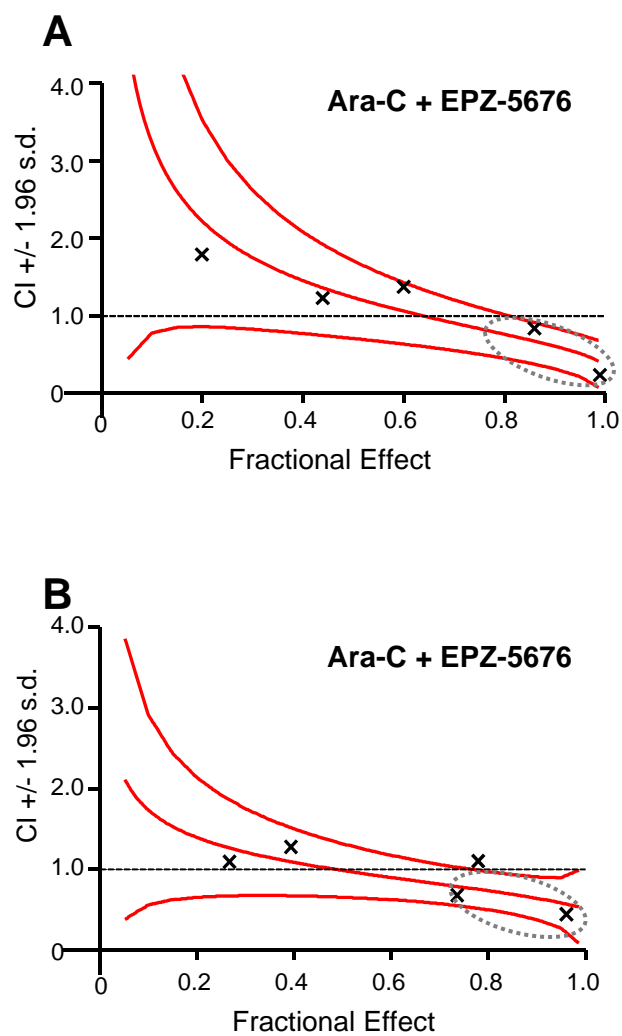 A
Ara-C + EPZ-5676
CI +/- 1.96 s.d.
4.0
3.0
2.0
1.0
0
0 0.2 0.4 0.6 0.8 1.0
Fractional Effect
B
Ara-C + EPZ-5676
CI +/- 1.96 s.d.
4.0
3.0
2.0
1.0
0
0 0.2 0.4 0.6 0.8 1.0
Fractional Effect